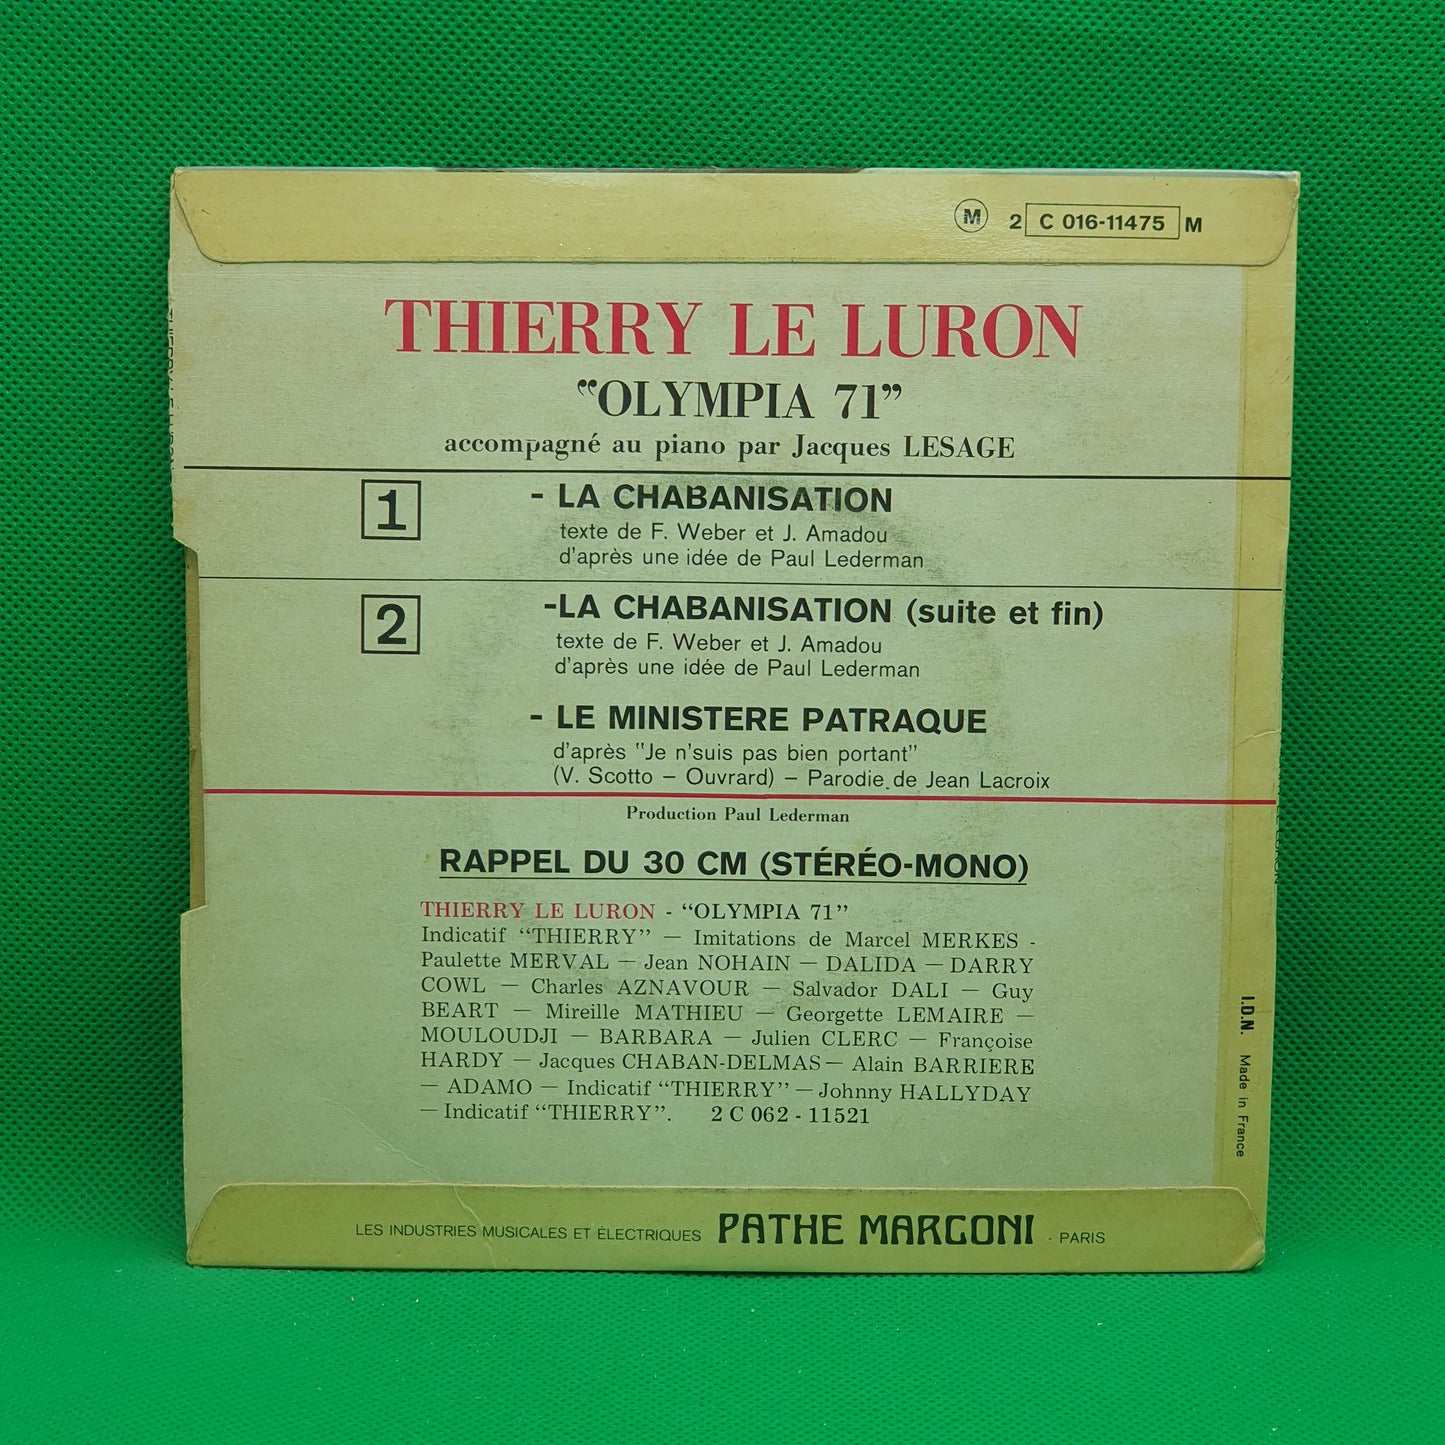 M 2 C 016-11475 M
THIERRY LE LURON
“OLYMPIA 71”
accompagné au piano par Jacques LESAGE
1 - LA CHABANISATION
texte de F. Weber et J. Amadou
d'après une idée de Paul Lederman
2 -LA CHABANISATION (suite et fin)
texte de F. Weber et J. Amadou
d'après une idée de Paul Lederman
- LE MINISTERE PATRAQUE
d'après "Je n'suis pas bien portant"
(V. Scotto – Ouvrard) – Parodie de Jean Lacroix
Production Paul Lederman
RAPPEL DU 30 CM (STÉRÉO-MONO)
THIERRY LE LURON - “OLYMPIA 71”
Indicatif “THIERRY” — Imitations de Marcel MERKES -
Paulette MERVAL — Jean NOHAIN — DALIDA — DARRY
COWL — Charles AZNAVOUR — Salvador DALI — Guy
BEART — Mireille MATHIEU — Georgette LEMAIRE —
MOULOUDJI — BARBARA — Julien CLERC — Françoise
HARDY — Jacques CHABAN-DELMAS — Alain BARRIERE
— ADAMO — Indicatif “THIERRY” — Johnny HALLYDAY
— Indicatif “THIERRY”. 2 C 062 - 11521
I.D.N. Made in France
LES INDUSTRIES MUSICALES ET ÉLECTRIQUES PATHE MARCONI - PARIS